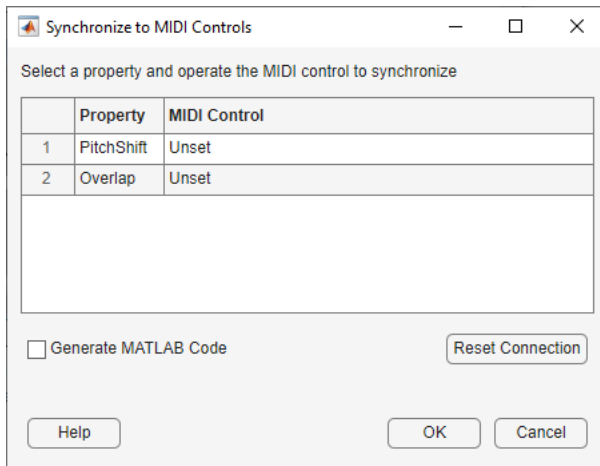 Synchronize to MIDI Controls
Select a property and operate the MIDI control to synchronize
Property MIDI Control
1 PitchShift Unset
2 Overlap Unset
Generate MATLAB Code Reset Connection
Help OK Cancel